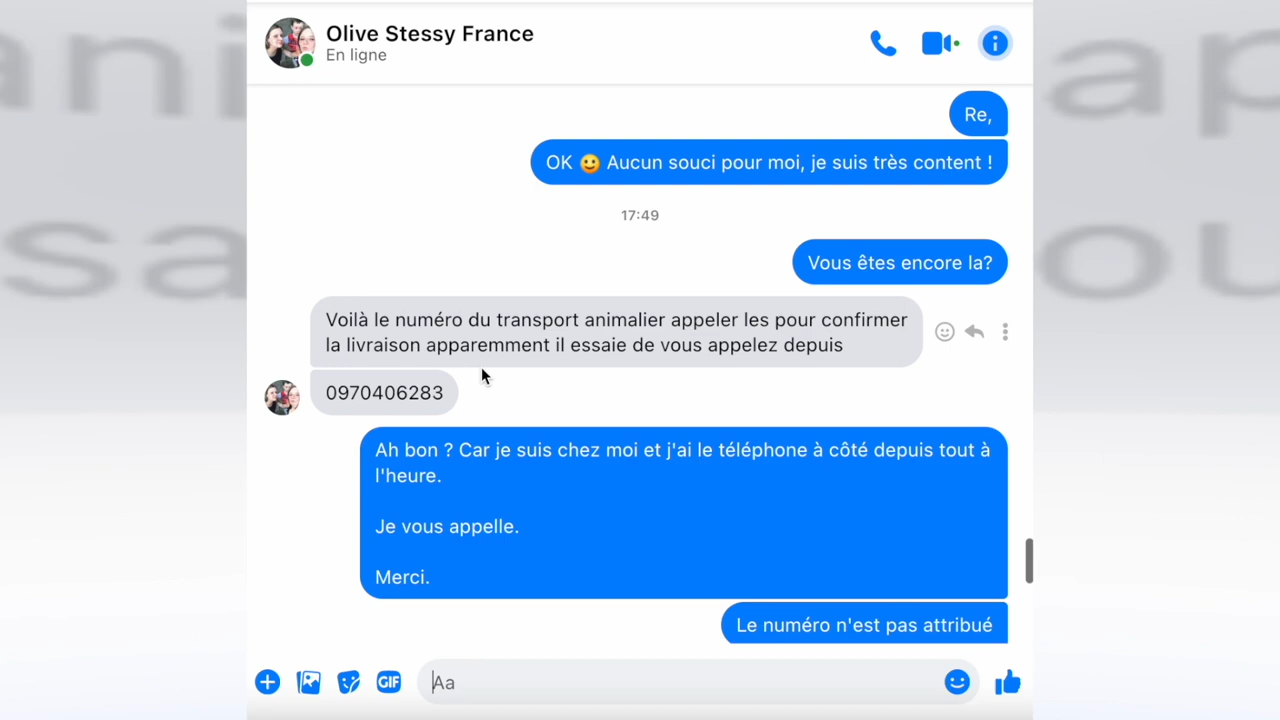 Olive Stessy France
En ligne
Re,
OK 🙂 Aucun souci pour moi, je suis très content !
17:49
Vous êtes encore la?
Voilà le numéro du transport animalier appeler les pour confirmer
la livraison apparemment il essaie de vous appelez depuis
0970406283
Ah bon ? Car je suis chez moi et j'ai le téléphone à côté depuis tout à
l'heure.
Je vous appelle.
Merci.
Le numéro n'est pas attribué
GIF
Aa